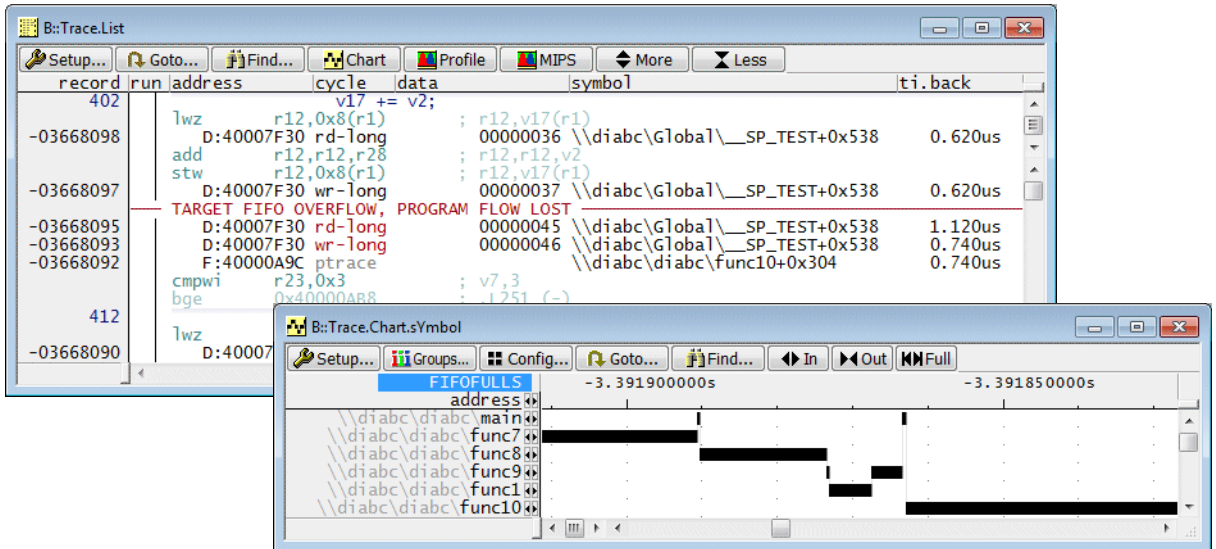 B::Trace.List
Setup... Goto... Find... Chart Profile MIPS More Less
record run address cycle data symbol ti.back
402 v17 += v2;
lwz r12,0x8(r1) ; r12,v17(r1)
-03668098 D:40007F30 rd-long 00000036 \\diabc\Global\__SP_TEST+0x538 0.620us
add r12,r12,r28 ; r12,r12,v2
stw r12,0x8(r1) ; r12,v17(r1)
-03668097 D:40007F30 wr-long 00000037 \\diabc\Global\__SP_TEST+0x538 0.620us
TARGET FIFO OVERFLOW, PROGRAM FLOW LOST
-03668095 D:40007F30 rd-long 00000045 \\diabc\Global\__SP_TEST+0x538 1.120us
-03668093 D:40007F30 wr-long 00000046 \\diabc\Global\__SP_TEST+0x538 0.740us
-03668092 F:40000A9C ptrace \\diabc\diabc\func10+0x304 0.740us
cmpwi r23,0x3 ; v7,3
bge 0x40000AB8 ; .L251 (-)
412
lwz
-03668090 D:40007
B::Trace.Chart.sYmbol
Setup... Groups... Config... Goto... Find... In Out Full
FIFOFULLS -3.391900000s -3.391850000s
address
\\diabc\diabc\main
\\diabc\diabc\func7
\\diabc\diabc\func8
\\diabc\diabc\func9
\\diabc\diabc\func1
\\diabc\diabc\func10